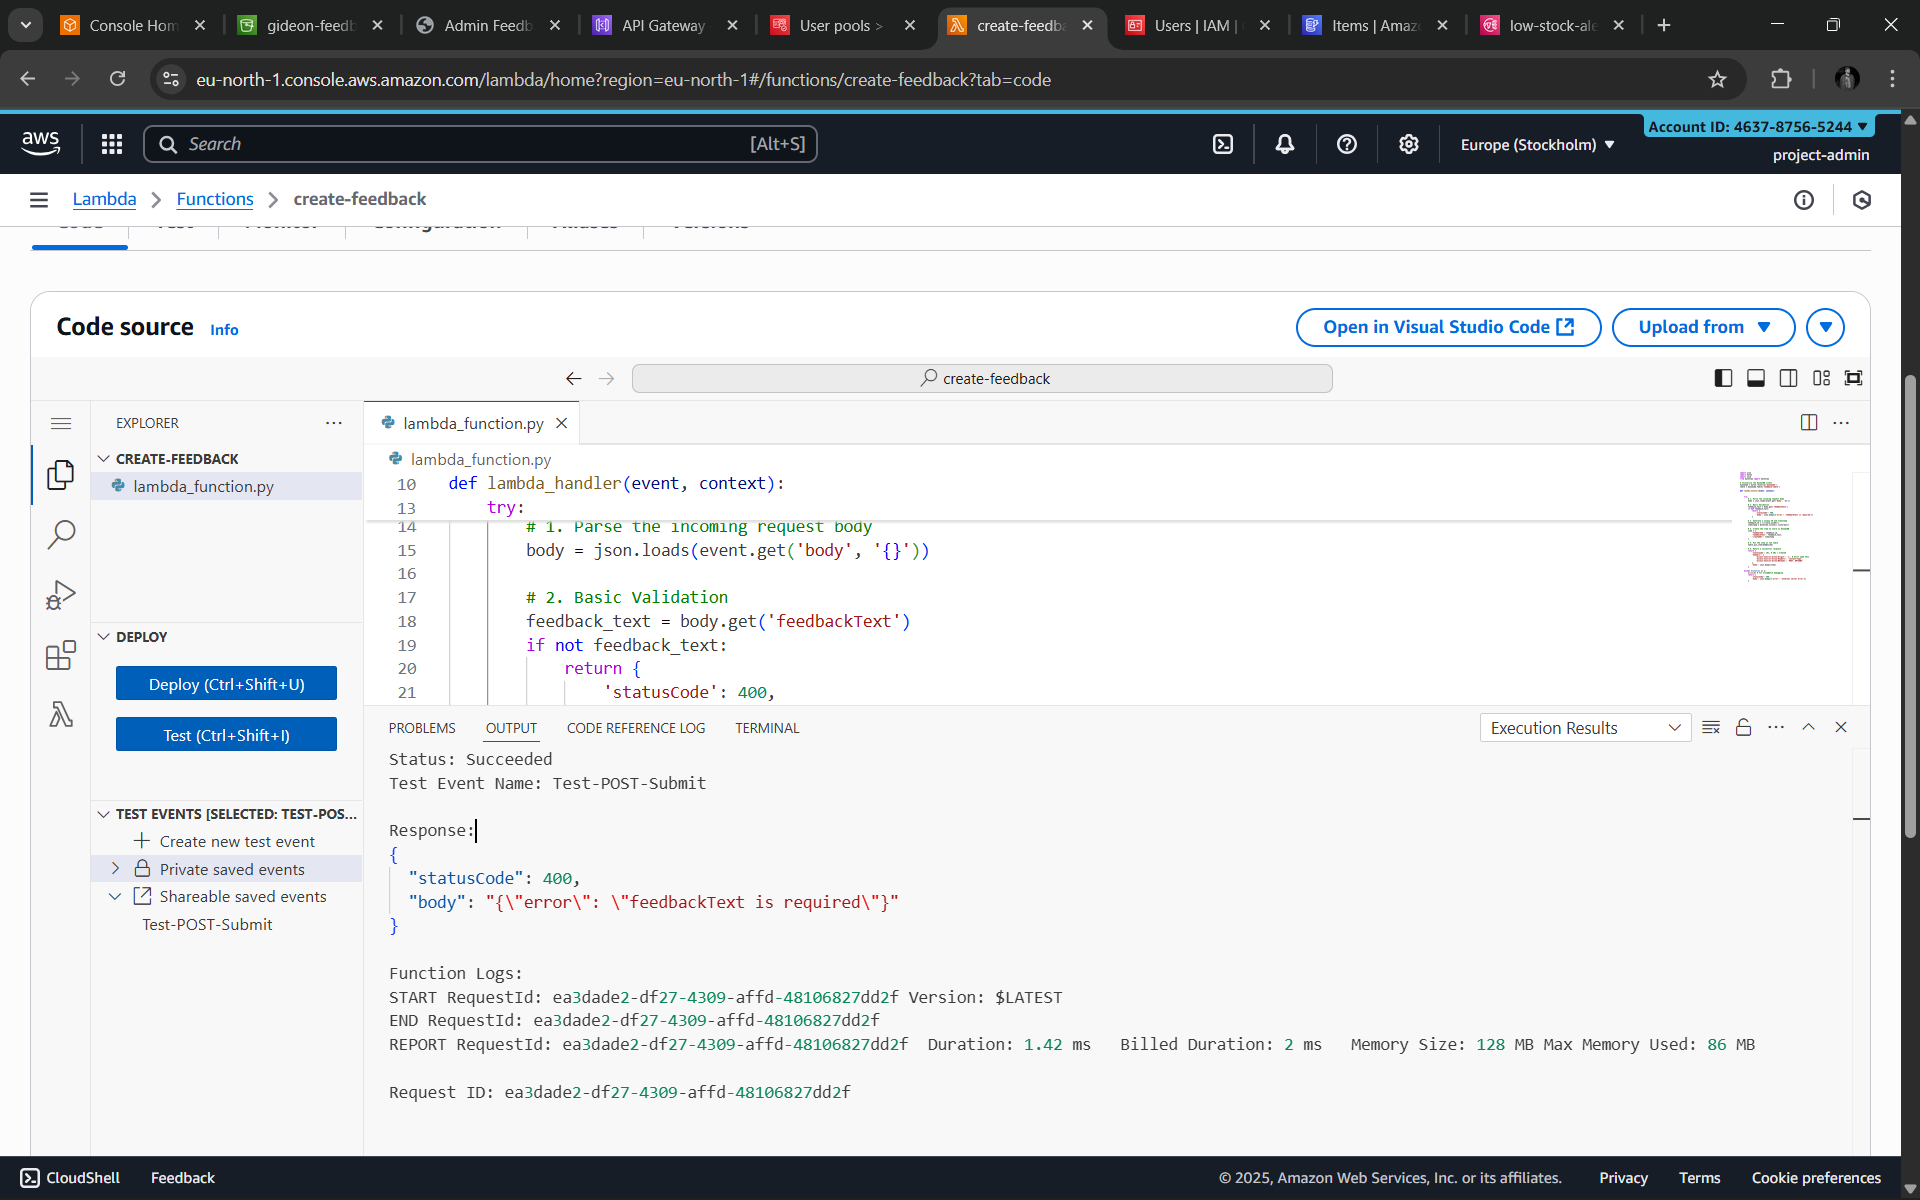 Console Hom
gideon-feedb
Admin Feedb
API Gateway
User pools >
create-feedba
Users | IAM |
Items | Amaz
low-stock-ale
eu-north-1.console.aws.amazon.com/lambda/home?region=eu-north-1#/functions/create-feedback?tab=code
aws
Search
[Alt+S]
Europe (Stockholm) ▼
Account ID: 4637-8756-5244 ▼
project-admin
Lambda > Functions > create-feedback
Code Test Monitor Configuration Aliases Versions
Code source Info
Open in Visual Studio Code
Upload from ▼
create-feedback
EXPLORER
CREATE-FEEDBACK
lambda_function.py
DEPLOY
Deploy (Ctrl+Shift+U)
Test (Ctrl+Shift+I)
TEST EVENTS [SELECTED: TEST-POS...
Create new test event
Private saved events
Shareable saved events
Test-POST-Submit
lambda_function.py
lambda_function.py
10 def lambda_handler(event, context):
13 try:
14 # 1. Parse the incoming request body
15 body = json.loads(event.get('body', '{}'))
16
17 # 2. Basic Validation
18 feedback_text = body.get('feedbackText')
19 if not feedback_text:
20 return {
21 'statusCode': 400,
PROBLEMS OUTPUT CODE REFERENCE LOG TERMINAL
Execution Results
Status: Succeeded
Test Event Name: Test-POST-Submit
Response:
{
"statusCode": 400,
"body": "{\"error\": \"feedbackText is required\"}"
}
Function Logs:
START RequestId: ea3dade2-df27-4309-affd-48106827dd2f Version: $LATEST
END RequestId: ea3dade2-df27-4309-affd-48106827dd2f
REPORT RequestId: ea3dade2-df27-4309-affd-48106827dd2f Duration: 1.42 ms Billed Duration: 2 ms Memory Size: 128 MB Max Memory Used: 86 MB
Request ID: ea3dade2-df27-4309-affd-48106827dd2f
CloudShell Feedback
© 2025, Amazon Web Services, Inc. or its affiliates. Privacy Terms Cookie preferences